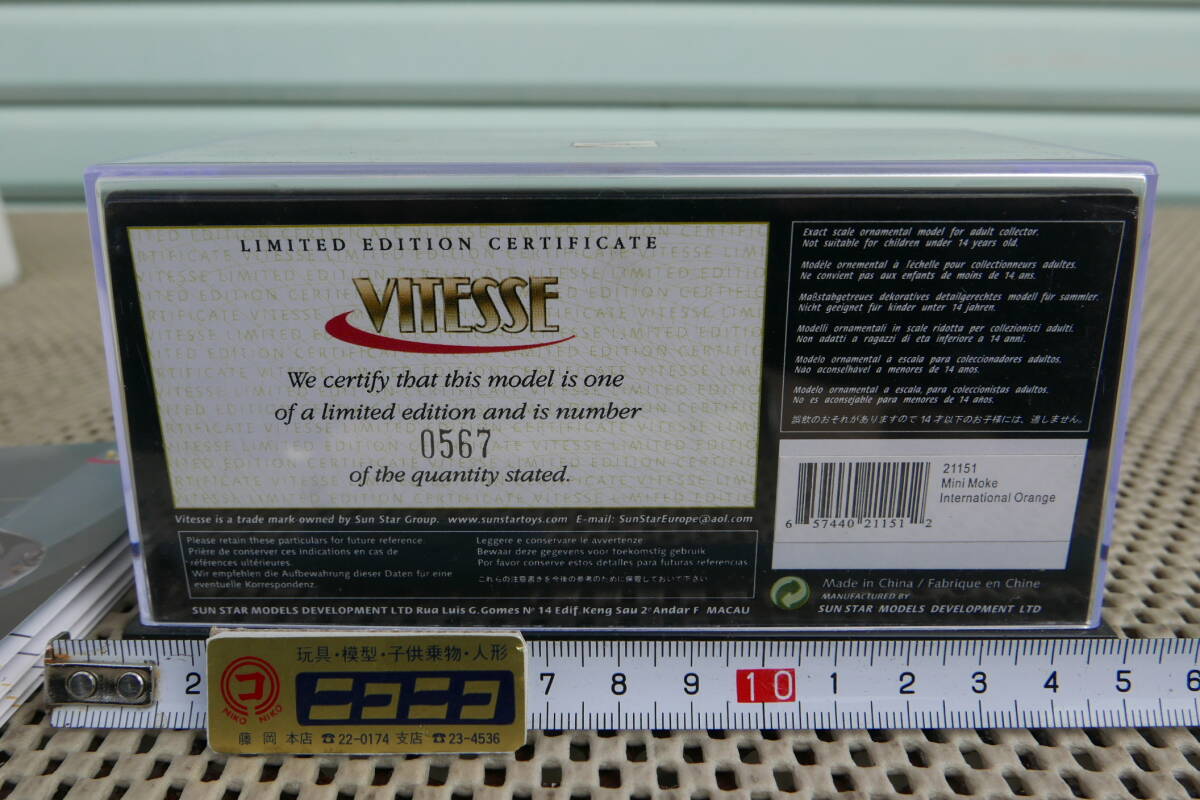 LIMITED EDITION CERTIFICATE
VITESSE
We certify that this model is one
of a limited edition and is number
0567
of the quantity stated.
Vitesse is a trade mark owned by Sun Star Group. www.sunstartoys.com E-mail: SunStarEurope@aol.com
Please retain these particulars for future reference.
Prière de conserver ces indications en cas de
références ultérieures.
Wir empfehlen die Aufbewahrung dieser Daten für eine
eventuelle Korrespondenz.
Leggere e conservare le avvertenze
Bewaar deze gegevens voor toekomstig gebruik
Por favor conserve estos detalles para futuras referencias
これらの注意書きを今後の参考のために保管しておいて下さい
SUN STAR MODELS DEVELOPMENT LTD Rua Luis G.Gomes Nº 14 Edif.Keng Sau 2º Andar F MACAU
Exact scale ornamental model for adult collector.
Not suitable for children under 14 years old.
Modèle ornemental à léchelle pour collectionneurs adultes.
Ne convient pas aux enfants de moins de 14 ans.
Maßstabgetreues dekoratives detailgerechtes modell für sammler.
Nicht geeignet für kinder unter 14 jahren.
Modelli ornamentali in scale ridotta per collezionisti adulti.
Non adatti a ragazzi di eta inferiore a 14 anni.
Modelo ornamental a escala para coleccionadores adultos.
Nao aconselhavel a menores de 14 anos.
Modelo ornamental a escala, para coleccionistas adultos.
No es aconsejable para menores de 14 años.
誤飲のおそれがありますので 14 才以下のお子様には、適しません。
21151
Mini Moke
International Orange
6 57440 21151 2
Made in China / Fabrique en Chine
MANUFACTURED BY
SUN STAR MODELS DEVELOPMENT LTD
2 7 8 9 10 1 2 3 4 5 6
玩具・模型・子供乗物・人形
コ
NIKO NIKO
ニコニコ
藤岡 本店 ☎22-0174 支店 ☎23-4536